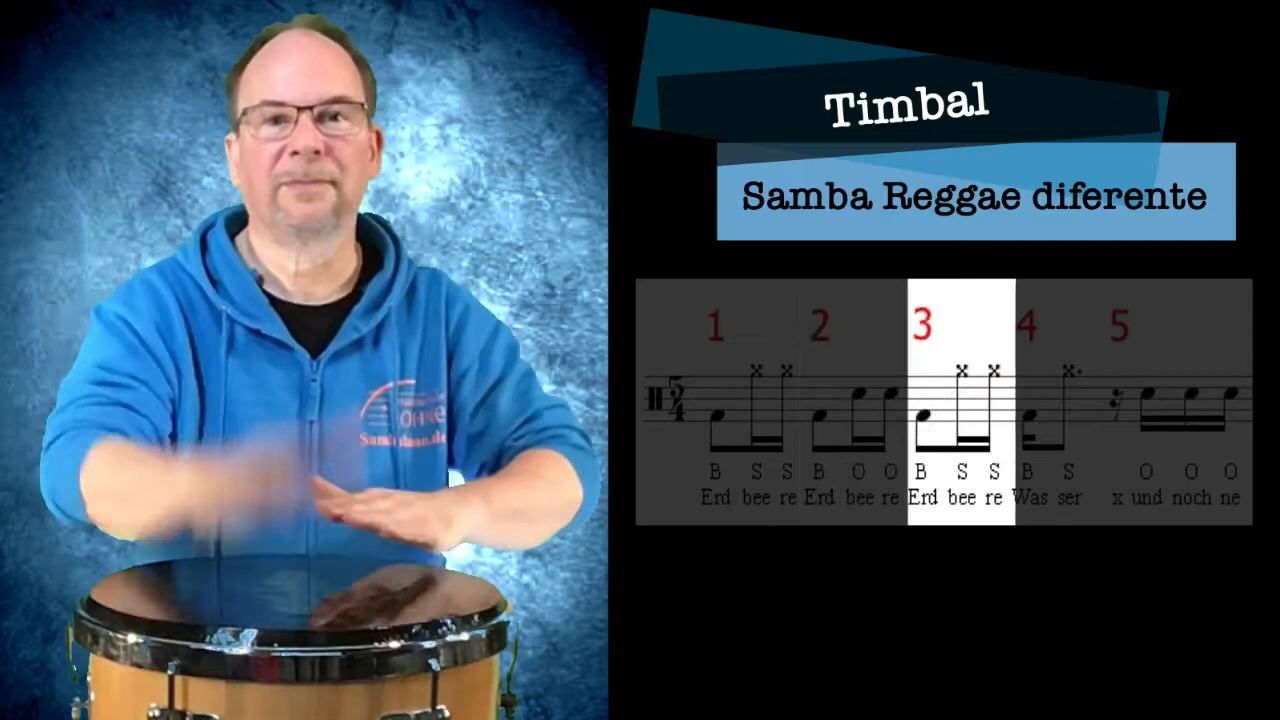 Timbal
Samba Reggae diferente
1 2 3 4 5
5
4
B S S B O O B S S B S O O O
Erd bee re Erd bee re Erd bee re Was ser x und noch ne
OHNe